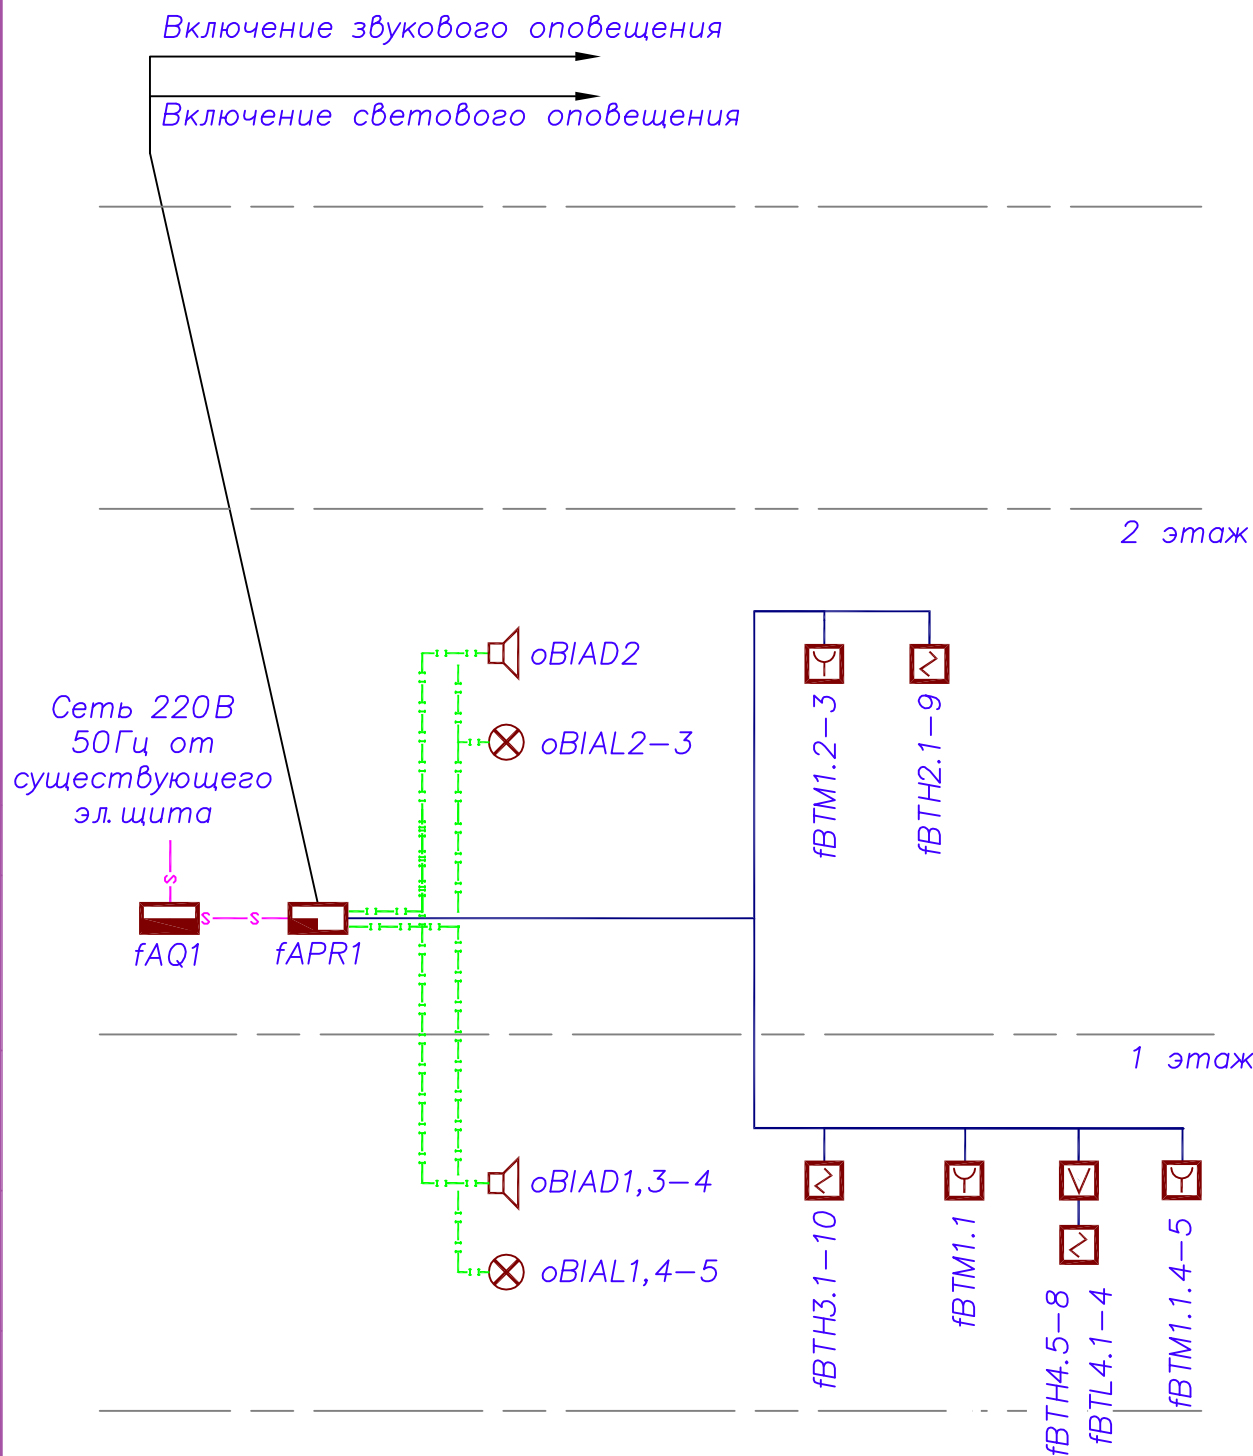 Включение звукового оповещения
Включение светового оповещения
2 этаж
oBIAD2
oBIAL2-3
fBTM1.2-3
fBTH2.1-9
Сеть 220В
50Гц от
существующего
эл.щита
fAQ1
fAPR1
1 этаж
oBIAD1,3-4
oBIAL1,4-5
fBTH3.1-10
fBTM1.1
fBTH4.5-8
fBTL4.1-4
fBTM1.1.4-5